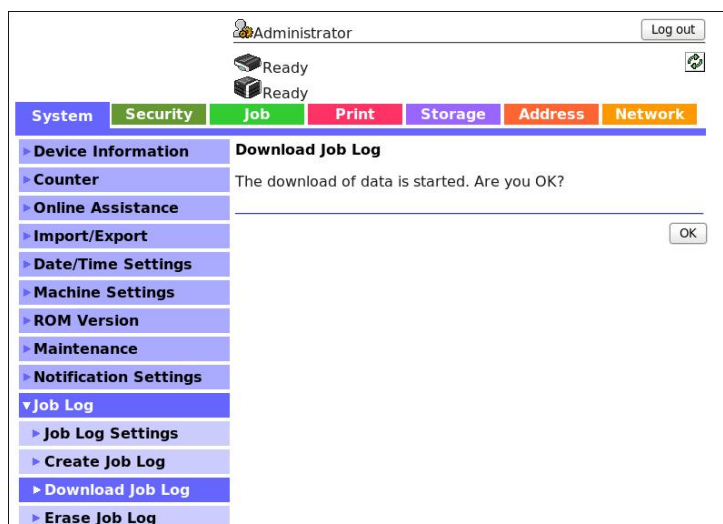 Administrator
Log out
Ready
Ready
System Security Job Print Storage Address Network
Device Information
Counter
Online Assistance
Import/Export
Date/Time Settings
Machine Settings
ROM Version
Maintenance
Notification Settings
Job Log
Job Log Settings
Create Job Log
Download Job Log
Erase Job Log
Download Job Log
The download of data is started. Are you OK?
OK